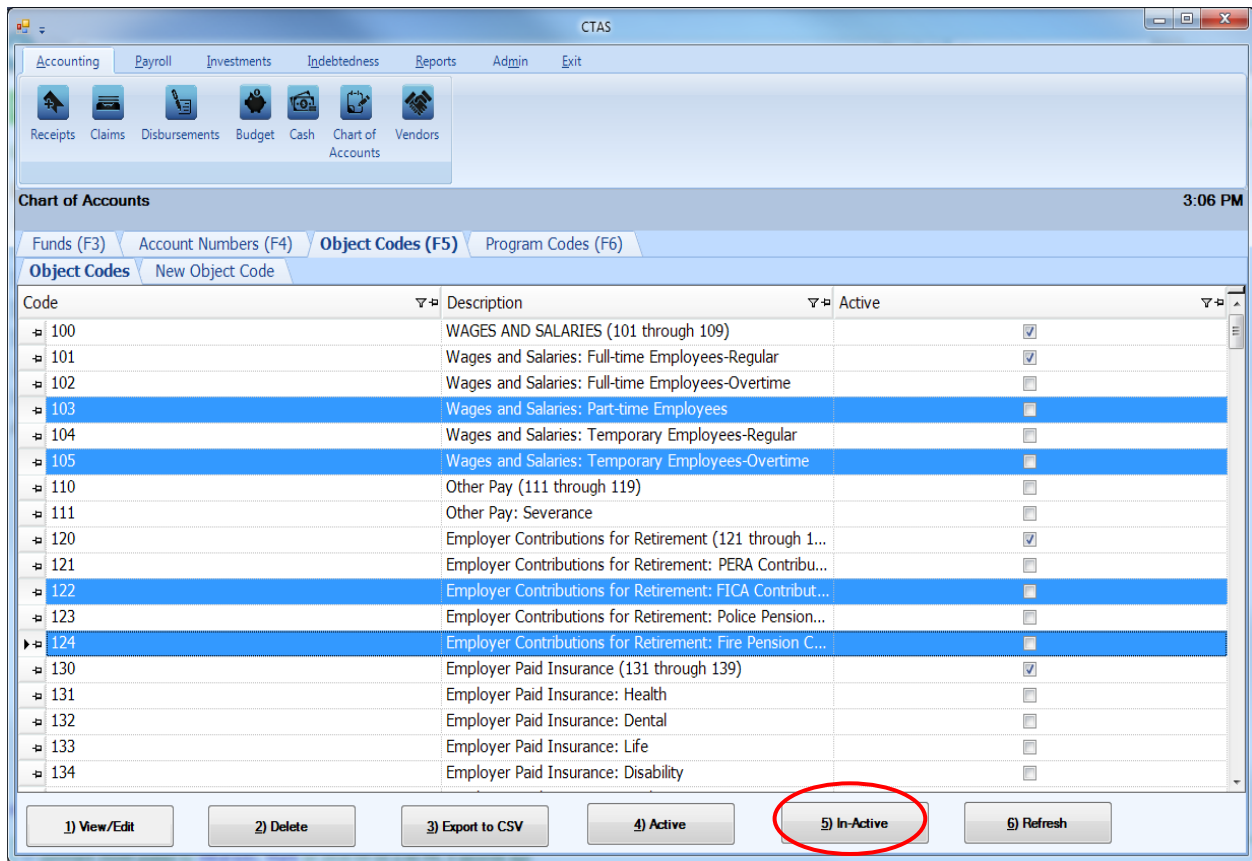 CTAS
Accounting Payroll Investments Indebtedness Reports Admin Exit
Receipts Claims Disbursements Budget Cash Chart of Accounts Vendors
Chart of Accounts 3:06 PM
Funds (F3) Account Numbers (F4) Object Codes (F5) Program Codes (F6)
Object Codes New Object Code
Code Description Active
100 WAGES AND SALARIES (101 through 109)
101 Wages and Salaries: Full-time Employees-Regular
102 Wages and Salaries: Full-time Employees-Overtime
103 Wages and Salaries: Part-time Employees
104 Wages and Salaries: Temporary Employees-Regular
105 Wages and Salaries: Temporary Employees-Overtime
110 Other Pay (111 through 119)
111 Other Pay: Severance
120 Employer Contributions for Retirement (121 through 1...
121 Employer Contributions for Retirement: PERA Contribu...
122 Employer Contributions for Retirement: FICA Contribut...
123 Employer Contributions for Retirement: Police Pension...
124 Employer Contributions for Retirement: Fire Pension C...
130 Employer Paid Insurance (131 through 139)
131 Employer Paid Insurance: Health
132 Employer Paid Insurance: Dental
133 Employer Paid Insurance: Life
134 Employer Paid Insurance: Disability
1) View/Edit 2) Delete 3) Export to CSV 4) Active 5) In-Active 6) Refresh